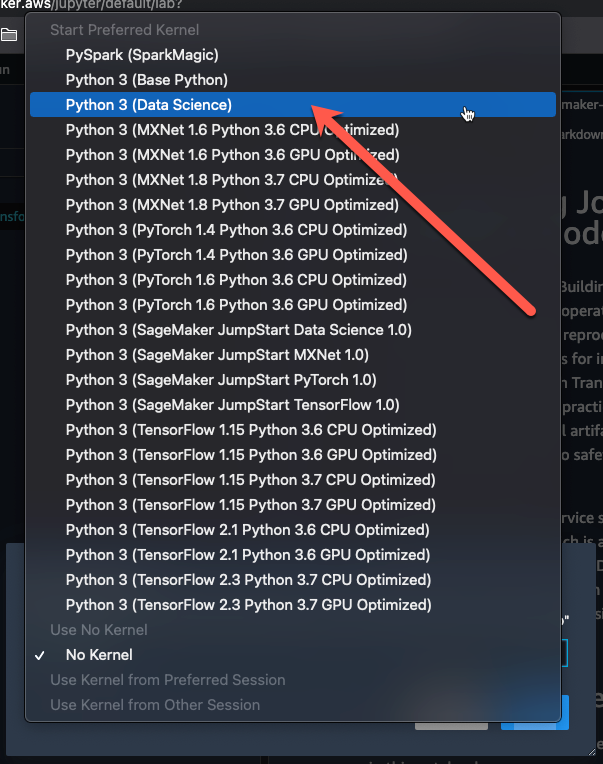 ker.aws/jupyter/default/lab?
Start Preferred Kernel
PySpark (SparkMagic)
Python 3 (Base Python)
Python 3 (Data Science)
Python 3 (MXNet 1.6 Python 3.6 CPU Optimized)
Python 3 (MXNet 1.6 Python 3.6 GPU Optimized)
Python 3 (MXNet 1.8 Python 3.7 CPU Optimized)
Python 3 (MXNet 1.8 Python 3.7 GPU Optimized)
Python 3 (PyTorch 1.4 Python 3.6 CPU Optimized)
Python 3 (PyTorch 1.4 Python 3.6 GPU Optimized)
Python 3 (PyTorch 1.6 Python 3.6 CPU Optimized)
Python 3 (PyTorch 1.6 Python 3.6 GPU Optimized)
Python 3 (SageMaker JumpStart Data Science 1.0)
Python 3 (SageMaker JumpStart MXNet 1.0)
Python 3 (SageMaker JumpStart PyTorch 1.0)
Python 3 (SageMaker JumpStart TensorFlow 1.0)
Python 3 (TensorFlow 1.15 Python 3.6 CPU Optimized)
Python 3 (TensorFlow 1.15 Python 3.6 GPU Optimized)
Python 3 (TensorFlow 1.15 Python 3.7 CPU Optimized)
Python 3 (TensorFlow 1.15 Python 3.7 GPU Optimized)
Python 3 (TensorFlow 2.1 Python 3.6 CPU Optimized)
Python 3 (TensorFlow 2.1 Python 3.6 GPU Optimized)
Python 3 (TensorFlow 2.3 Python 3.7 CPU Optimized)
Python 3 (TensorFlow 2.3 Python 3.7 GPU Optimized)
Use No Kernel
No Kernel
Use Kernel from Preferred Session
Use Kernel from Other Session